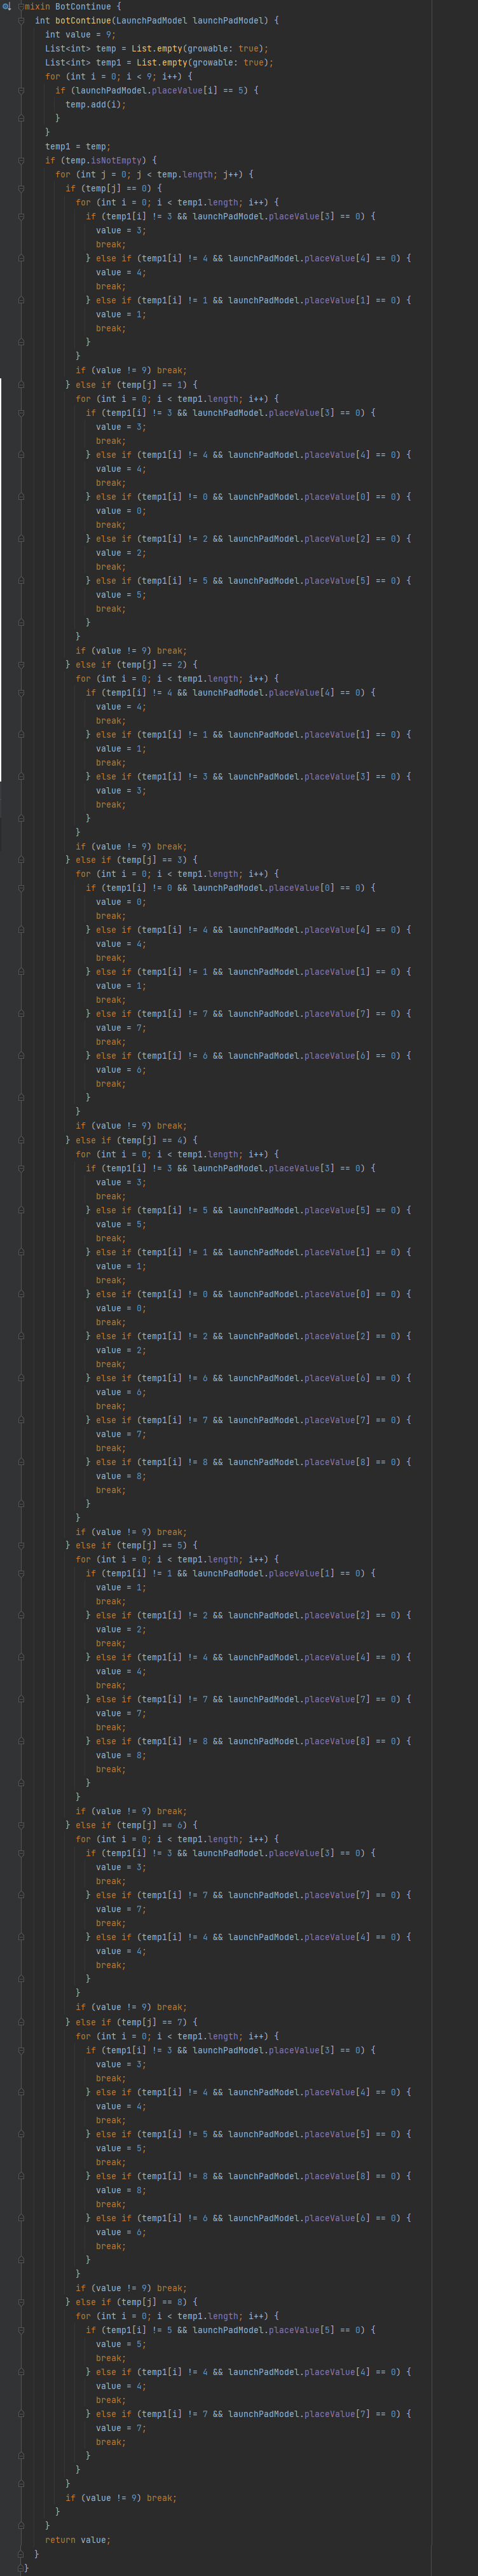 mixin BotContinue {
  int botContinue(LaunchPadModel launchPadModel) {
    int value = 9;
    List<int> temp = List.empty(growable: true);
    List<int> temp1 = List.empty(growable: true);
    for (int i = 0; i < 9; i++) {
      if (launchPadModel.placeValue[i] == 5) {
        temp.add(i);
      }
    }
    temp1 = temp;
    if (temp.isNotEmpty) {
      for (int j = 0; j < temp.length; j++) {
        if (temp[j] == 0) {
          for (int i = 0; i < temp1.length; i++) {
            if (temp1[i] != 3 && launchPadModel.placeValue[3] == 0) {
              value = 3;
              break;
            } else if (temp1[i] != 4 && launchPadModel.placeValue[4] == 0) {
              value = 4;
              break;
            } else if (temp1[i] != 1 && launchPadModel.placeValue[1] == 0) {
              value = 1;
              break;
            }
          }
          if (value != 9) break;
        } else if (temp[j] == 1) {
          for (int i = 0; i < temp1.length; i++) {
            if (temp1[i] != 3 && launchPadModel.placeValue[3] == 0) {
              value = 3;
              break;
            } else if (temp1[i] != 4 && launchPadModel.placeValue[4] == 0) {
              value = 4;
              break;
            } else if (temp1[i] != 0 && launchPadModel.placeValue[0] == 0) {
              value = 0;
              break;
            } else if (temp1[i] != 2 && launchPadModel.placeValue[2] == 0) {
              value = 2;
              break;
            } else if (temp1[i] != 5 && launchPadModel.placeValue[5] == 0) {
              value = 5;
              break;
            }
          }
          if (value != 9) break;
        } else if (temp[j] == 2) {
          for (int i = 0; i < temp1.length; i++) {
            if (temp1[i] != 4 && launchPadModel.placeValue[4] == 0) {
              value = 4;
              break;
            } else if (temp1[i] != 1 && launchPadModel.placeValue[1] == 0) {
              value = 1;
              break;
            } else if (temp1[i] != 3 && launchPadModel.placeValue[3] == 0) {
              value = 3;
              break;
            }
          }
          if (value != 9) break;
        } else if (temp[j] == 3) {
          for (int i = 0; i < temp1.length; i++) {
            if (temp1[i] != 0 && launchPadModel.placeValue[0] == 0) {
              value = 0;
              break;
            } else if (temp1[i] != 4 && launchPadModel.placeValue[4] == 0) {
              value = 4;
              break;
            } else if (temp1[i] != 1 && launchPadModel.placeValue[1] == 0) {
              value = 1;
              break;
            } else if (temp1[i] != 7 && launchPadModel.placeValue[7] == 0) {
              value = 7;
              break;
            } else if (temp1[i] != 6 && launchPadModel.placeValue[6] == 0) {
              value = 6;
              break;
            }
          }
          if (value != 9) break;
        } else if (temp[j] == 4) {
          for (int i = 0; i < temp1.length; i++) {
            if (temp1[i] != 3 && launchPadModel.placeValue[3] == 0) {
              value = 3;
              break;
            } else if (temp1[i] != 5 && launchPadModel.placeValue[5] == 0) {
              value = 5;
              break;
            } else if (temp1[i] != 1 && launchPadModel.placeValue[1] == 0) {
              value = 1;
              break;
            } else if (temp1[i] != 0 && launchPadModel.placeValue[0] == 0) {
              value = 0;
              break;
            } else if (temp1[i] != 2 && launchPadModel.placeValue[2] == 0) {
              value = 2;
              break;
            } else if (temp1[i] != 6 && launchPadModel.placeValue[6] == 0) {
              value = 6;
              break;
            } else if (temp1[i] != 7 && launchPadModel.placeValue[7] == 0) {
              value = 7;
              break;
            } else if (temp1[i] != 8 && launchPadModel.placeValue[8] == 0) {
              value = 8;
              break;
            }
          }
          if (value != 9) break;
        } else if (temp[j] == 5) {
          for (int i = 0; i < temp1.length; i++) {
            if (temp1[i] != 1 && launchPadModel.placeValue[1] == 0) {
              value = 1;
              break;
            } else if (temp1[i] != 2 && launchPadModel.placeValue[2] == 0) {
              value = 2;
              break;
            } else if (temp1[i] != 4 && launchPadModel.placeValue[4] == 0) {
              value = 4;
              break;
            } else if (temp1[i] != 7 && launchPadModel.placeValue[7] == 0) {
              value = 7;
              break;
            } else if (temp1[i] != 8 && launchPadModel.placeValue[8] == 0) {
              value = 8;
              break;
            }
          }
          if (value != 9) break;
        } else if (temp[j] == 6) {
          for (int i = 0; i < temp1.length; i++) {
            if (temp1[i] != 3 && launchPadModel.placeValue[3] == 0) {
              value = 3;
              break;
            } else if (temp1[i] != 7 && launchPadModel.placeValue[7] == 0) {
              value = 7;
              break;
            } else if (temp1[i] != 4 && launchPadModel.placeValue[4] == 0) {
              value = 4;
              break;
            }
          }
          if (value != 9) break;
        } else if (temp[j] == 7) {
          for (int i = 0; i < temp1.length; i++) {
            if (temp1[i] != 3 && launchPadModel.placeValue[3] == 0) {
              value = 3;
              break;
            } else if (temp1[i] != 4 && launchPadModel.placeValue[4] == 0) {
              value = 4;
              break;
            } else if (temp1[i] != 5 && launchPadModel.placeValue[5] == 0) {
              value = 5;
              break;
            } else if (temp1[i] != 8 && launchPadModel.placeValue[8] == 0) {
              value = 8;
              break;
            } else if (temp1[i] != 6 && launchPadModel.placeValue[6] == 0) {
              value = 6;
              break;
            }
          }
          if (value != 9) break;
        } else if (temp[j] == 8) {
          for (int i = 0; i < temp1.length; i++) {
            if (temp1[i] != 5 && launchPadModel.placeValue[5] == 0) {
              value = 5;
              break;
            } else if (temp1[i] != 4 && launchPadModel.placeValue[4] == 0) {
              value = 4;
              break;
            } else if (temp1[i] != 7 && launchPadModel.placeValue[7] == 0) {
              value = 7;
              break;
            }
          }
        }
        if (value != 9) break;
      }
    }
    return value;
  }
}